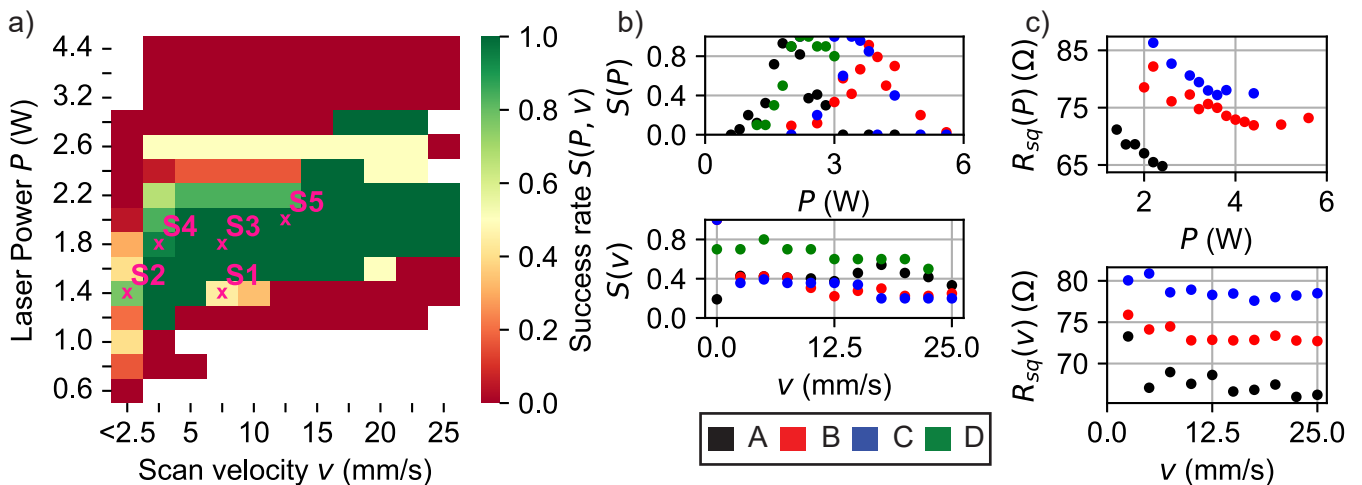 a)
Laser Power P (W)
4.4
3.2
2.6
2.2
1.8
1.4
1.0
0.6
S4
S3
S5
S2
S1
<2.5
5
10
15
20
25
Scan velocity v (mm/s)
1.0
0.8
0.6
0.4
0.2
0.0
Success rate S(P, v)
b)
S(P)
0.8
0.4
0.0
0
3
6
P (W)
S(v)
0.8
0.4
0.0
0.0
12.5
25.0
v (mm/s)
A
B
C
D
c)
Rsq(P) (Ω)
85
75
65
2
4
6
P (W)
Rsq(v) (Ω)
80
75
70
0.0
12.5
25.0
v (mm/s)